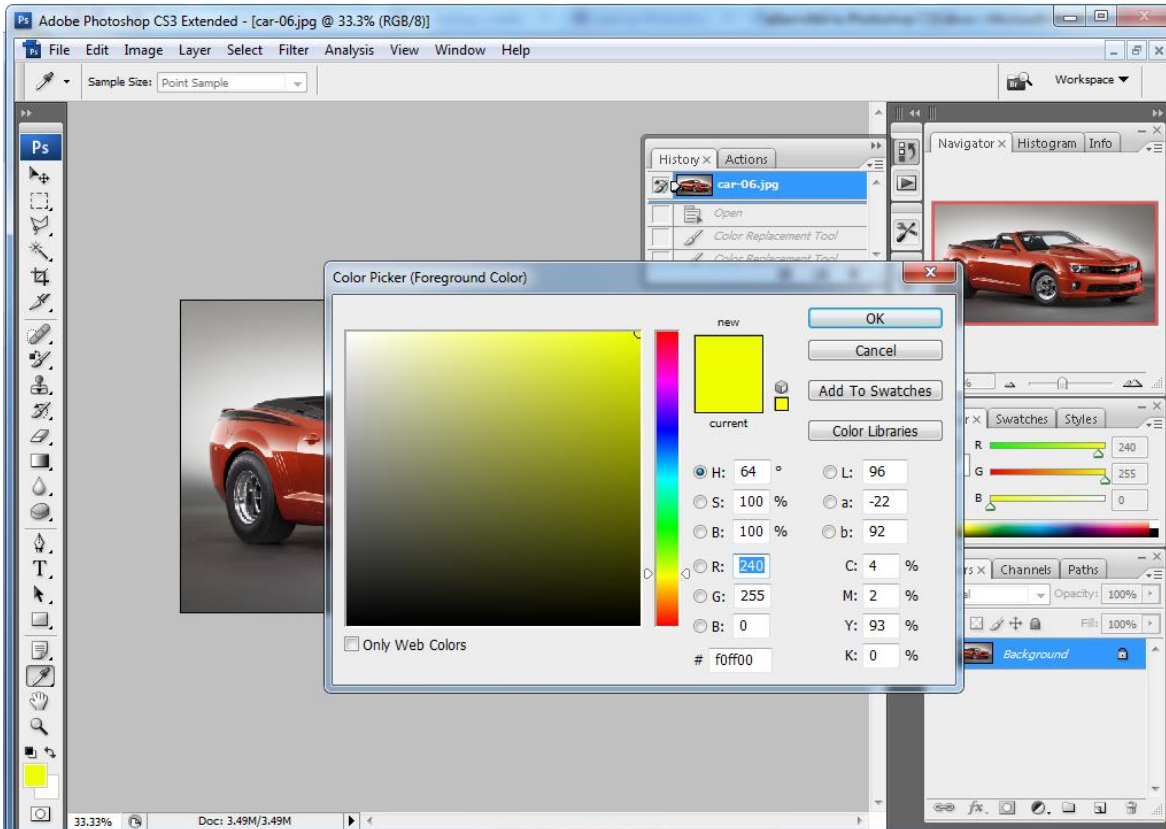 Adobe Photoshop CS3 Extended - [car-06.jpg @ 33.3% (RGB/8)]
File Edit Image Layer Select Filter Analysis View Window Help
Sample Size: Point Sample
Workspace
Ps
History Actions
car-06.jpg
Open
Color Replacement Tool
Color Replacement Tool
Navigator Histogram Info
Color Picker (Foreground Color)
new
current
OK
Cancel
Add To Swatches
Color Libraries
H: 64 °
S: 100 %
B: 100 %
R: 240
G: 255
B: 0
# f0ff00
L: 96
a: -22
b: 92
C: 4 %
M: 2 %
Y: 93 %
K: 0 %
Only Web Colors
Swatches Styles
R 240
G 255
B 0
Channels Paths
Opacity: 100%
Fill: 100%
Background
33.33% Doc: 3.49M/3.49M